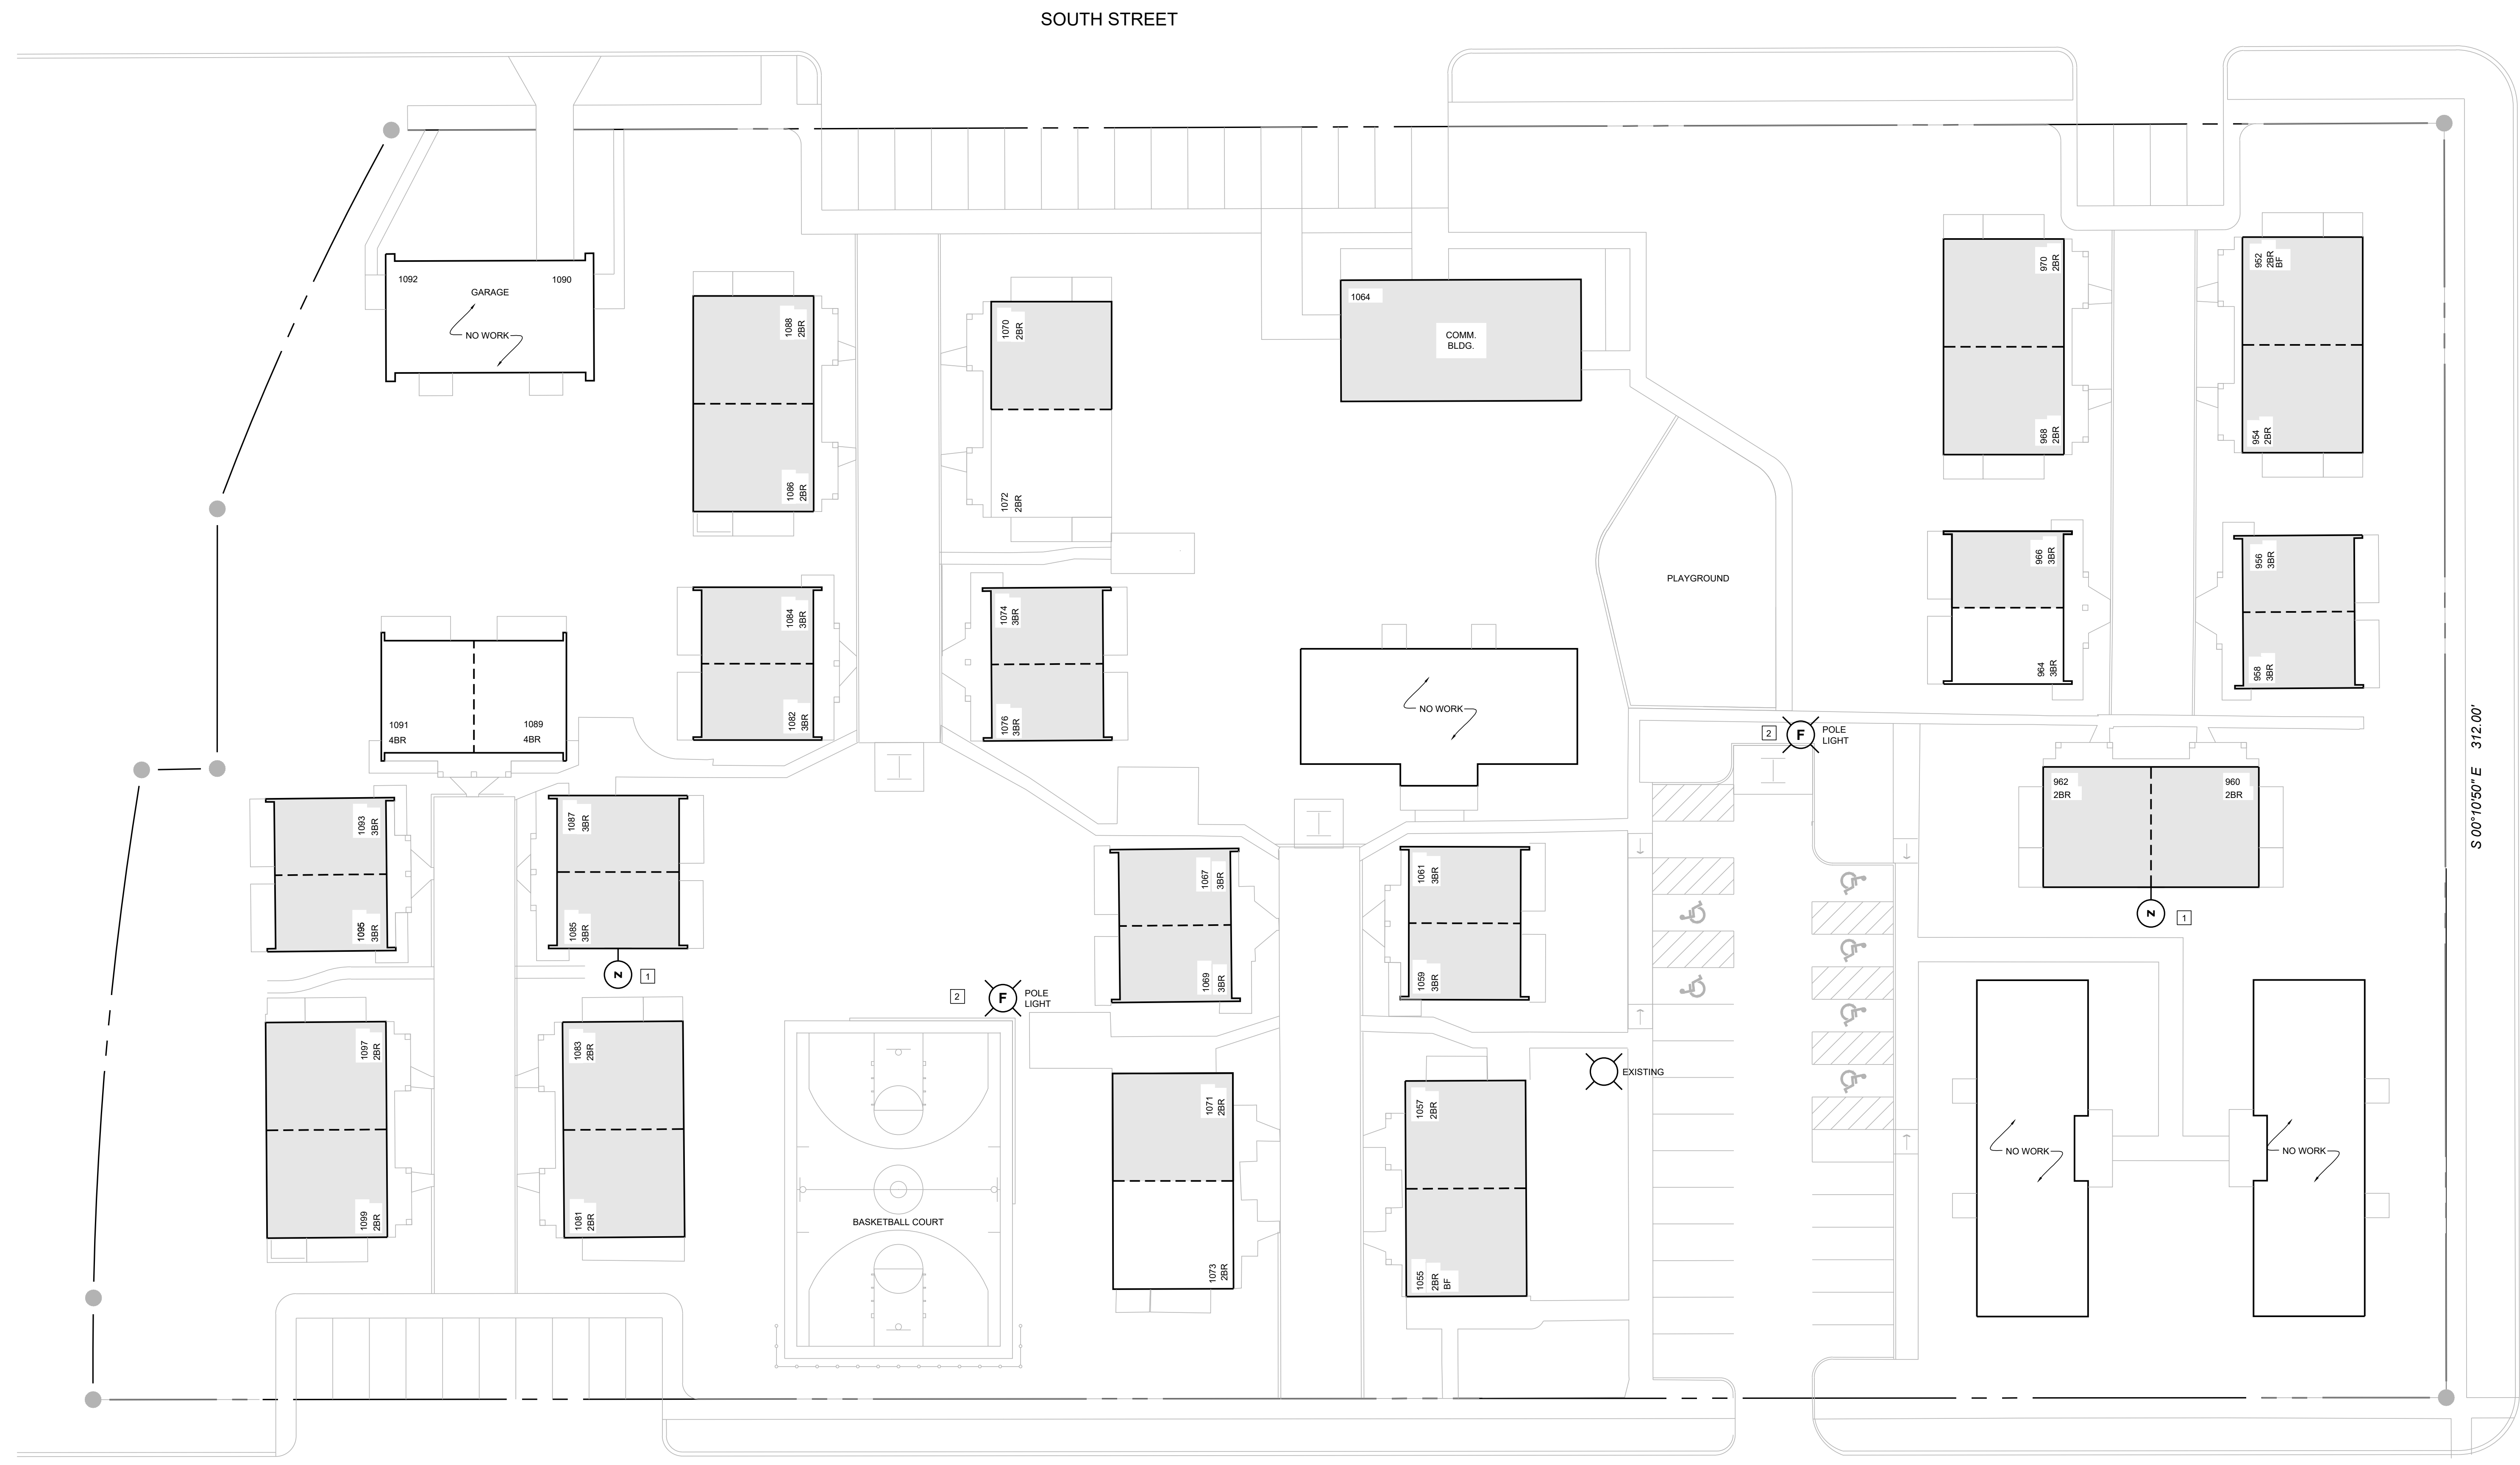 SOUTH STREET
1092
1090
GARAGE
NO WORK
1088
2BR
1086
2BR
1070
2BR
1072
2BR
1064
COMM.
BLDG.
970
2BR
968
2BR
952
2BR
BF
954
2BR
1084
3BR
1082
3BR
1074
3BR
1076
3BR
PLAYGROUND
966
3BR
964
3BR
956
3BR
958
3BR
1091
4BR
1089
4BR
NO WORK
2
F
POLE
LIGHT
S 00°10'50" E 312.00'
962
2BR
960
2BR
N
1
1093
3BR
1095
3BR
1087
3BR
1085
3BR
N
1
1067
3BR
1069
3BR
1061
3BR
1059
3BR
2
F
POLE
LIGHT
1097
2BR
1099
2BR
1083
2BR
1081
2BR
BASKETBALL COURT
1071
2BR
1073
2BR
1057
2BR
1055
2BR
BF
EXISTING
NO WORK
NO WORK